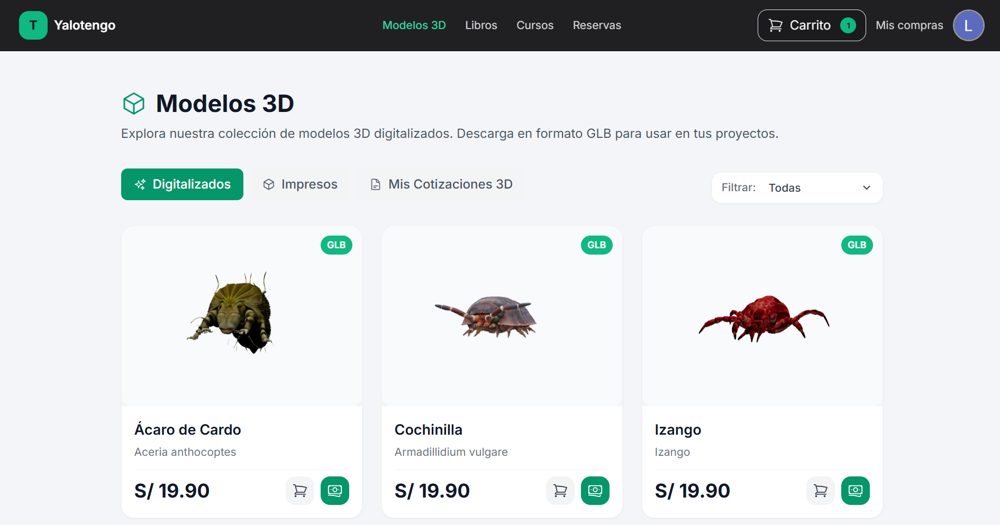 T Yalotengo Modelos 3D Libros Cursos Reservas Carrito 1 Mis compras L
Modelos 3D
Explora nuestra colección de modelos 3D digitalizados. Descarga en formato GLB para usar en tus proyectos.
Digitalizados Impresos Mis Cotizaciones 3D Filtrar: Todas
GLB GLB GLB
Ácaro de Cardo
Aceria anthocoptes
S/ 19.90
Cochinilla
Armadillidium vulgare
S/ 19.90
Izango
Izango
S/ 19.90